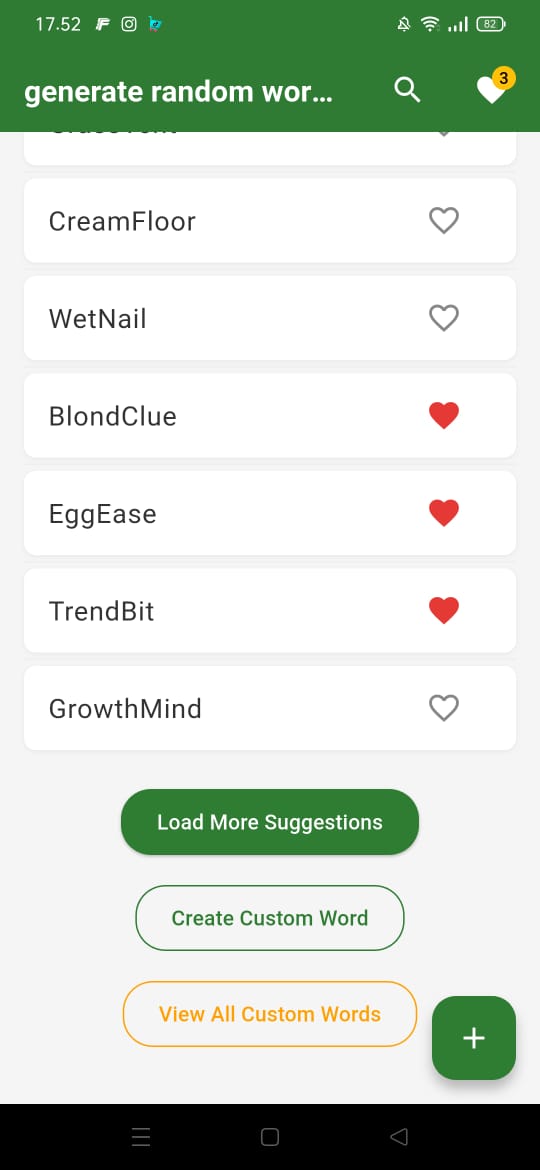 17.52
82
generate random wor...
3
CreamFloor
WetNail
BlondClue
EggEase
TrendBit
GrowthMind
Load More Suggestions
Create Custom Word
View All Custom Words
+